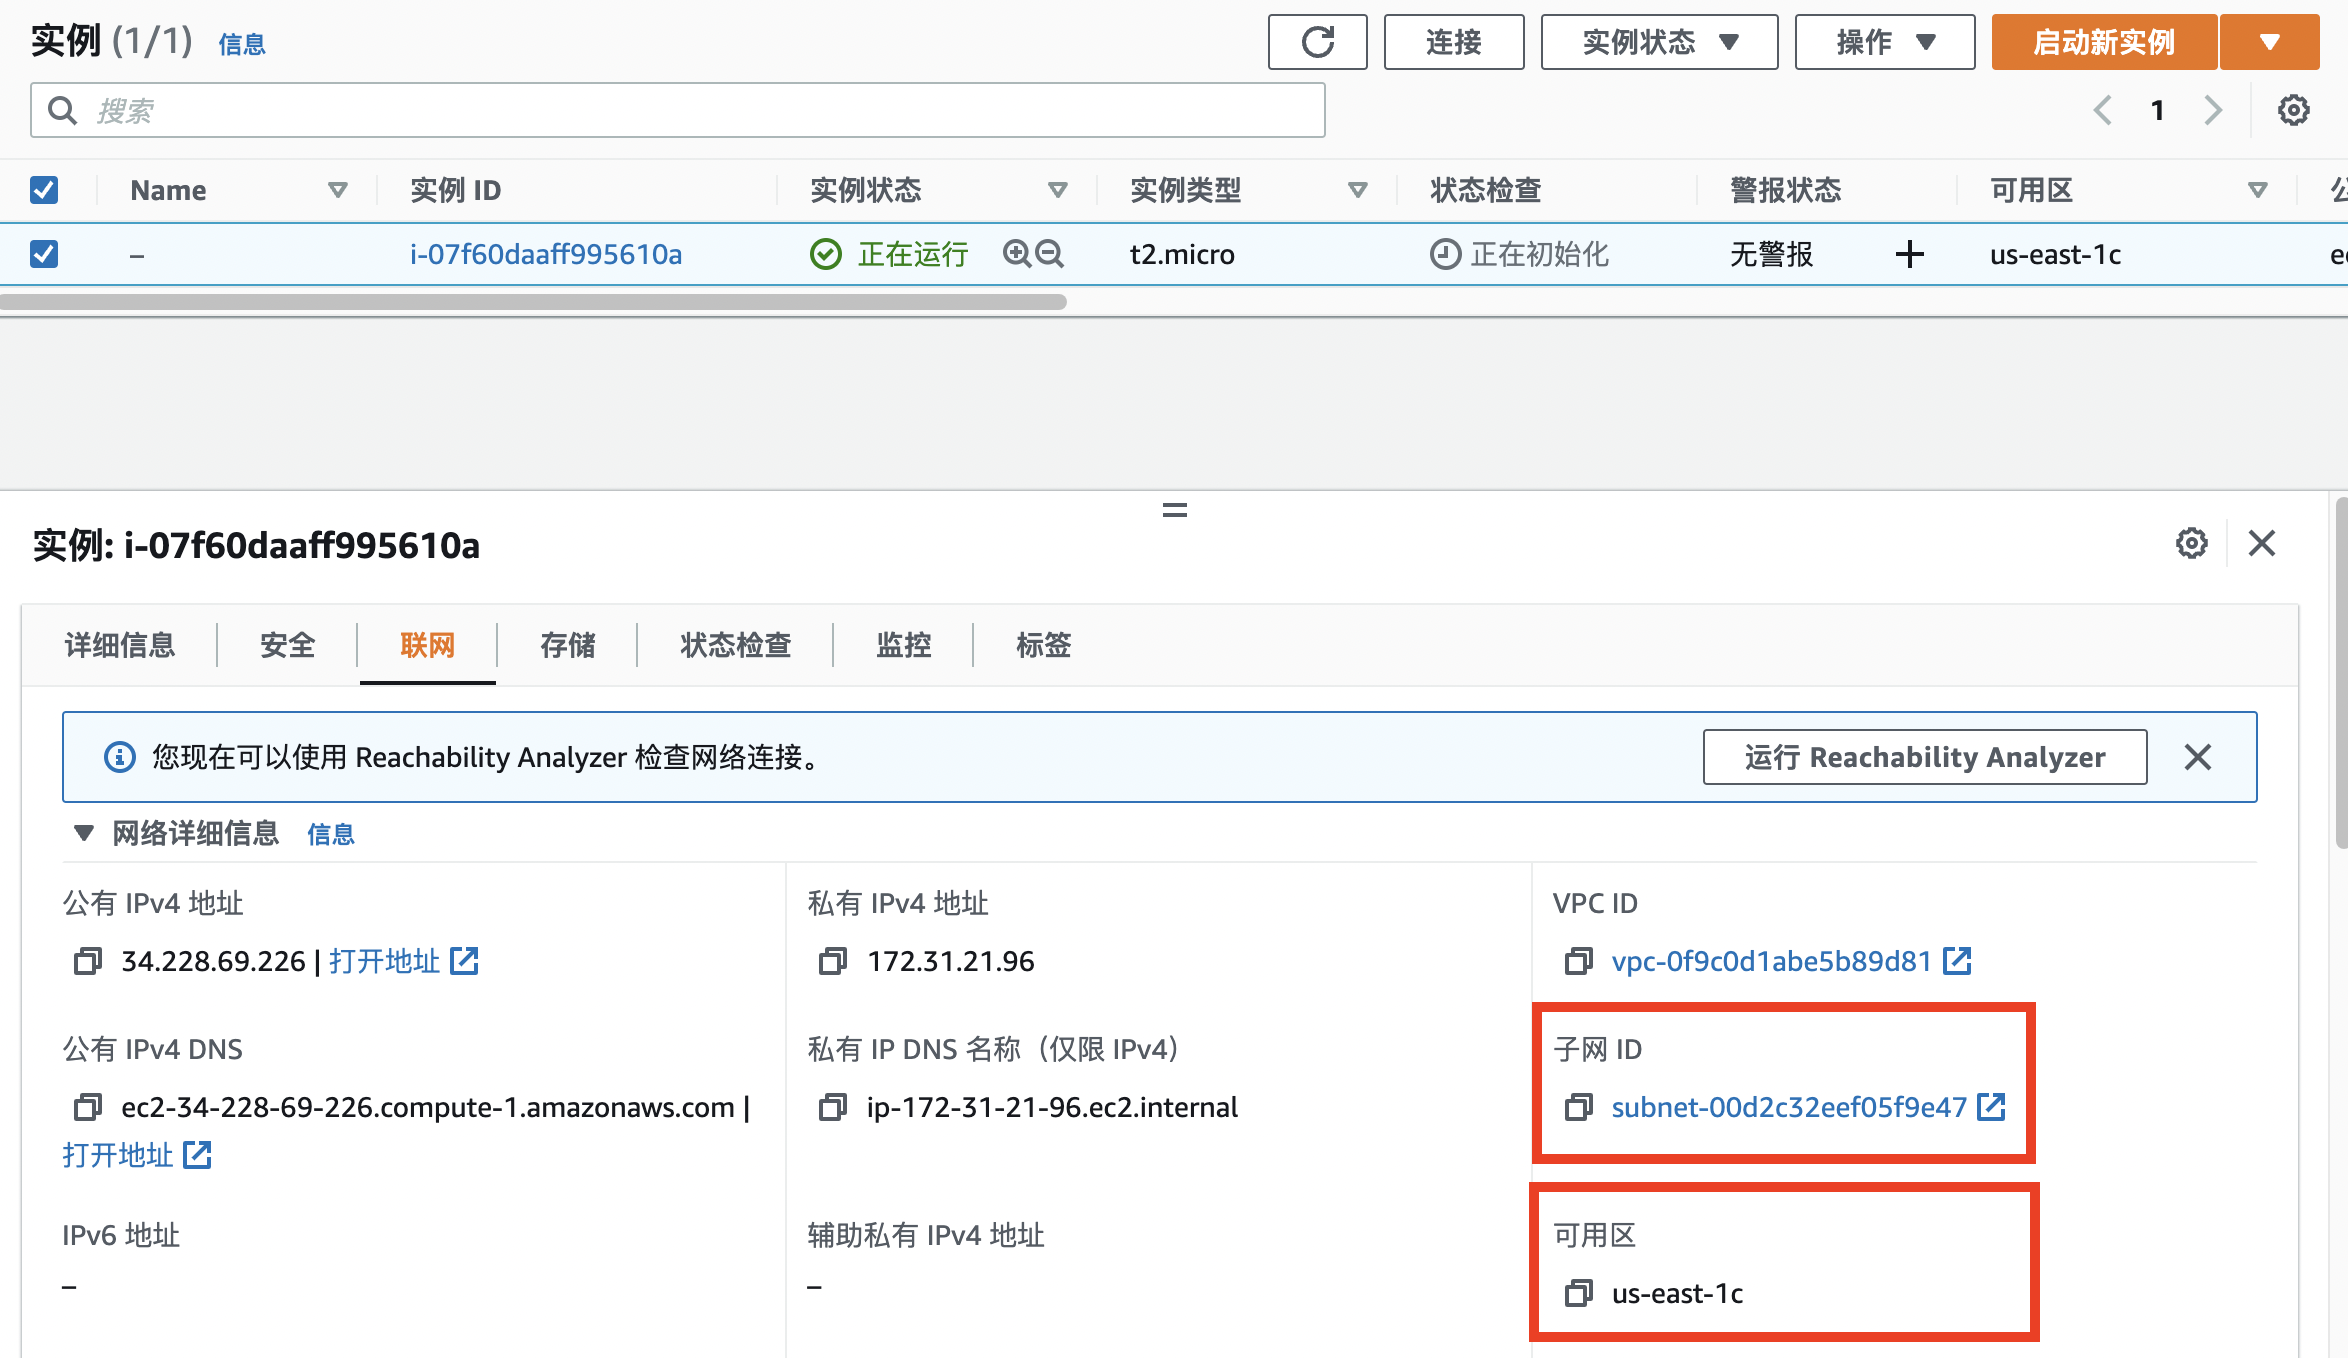 实例 (1/1) 信息 连接 实例状态 操作 启动新实例
搜索 1
Name 实例 ID 实例状态 实例类型 状态检查 警报状态 可用区
– i-07f60daaff995610a 正在运行 t2.micro 正在初始化 无警报 us-east-1c
实例: i-07f60daaff995610a
详细信息 安全 联网 存储 状态检查 监控 标签
您现在可以使用 Reachability Analyzer 检查网络连接。 运行 Reachability Analyzer
网络详细信息 信息
公有 IPv4 地址
34.228.69.226 | 打开地址
公有 IPv4 DNS
ec2-34-228-69-226.compute-1.amazonaws.com |
打开地址
IPv6 地址
–
私有 IPv4 地址
172.31.21.96
私有 IP DNS 名称（仅限 IPv4）
ip-172-31-21-96.ec2.internal
辅助私有 IPv4 地址
–
VPC ID
vpc-0f9c0d1abe5b89d81
子网 ID
subnet-00d2c32eef05f9e47
可用区
us-east-1c